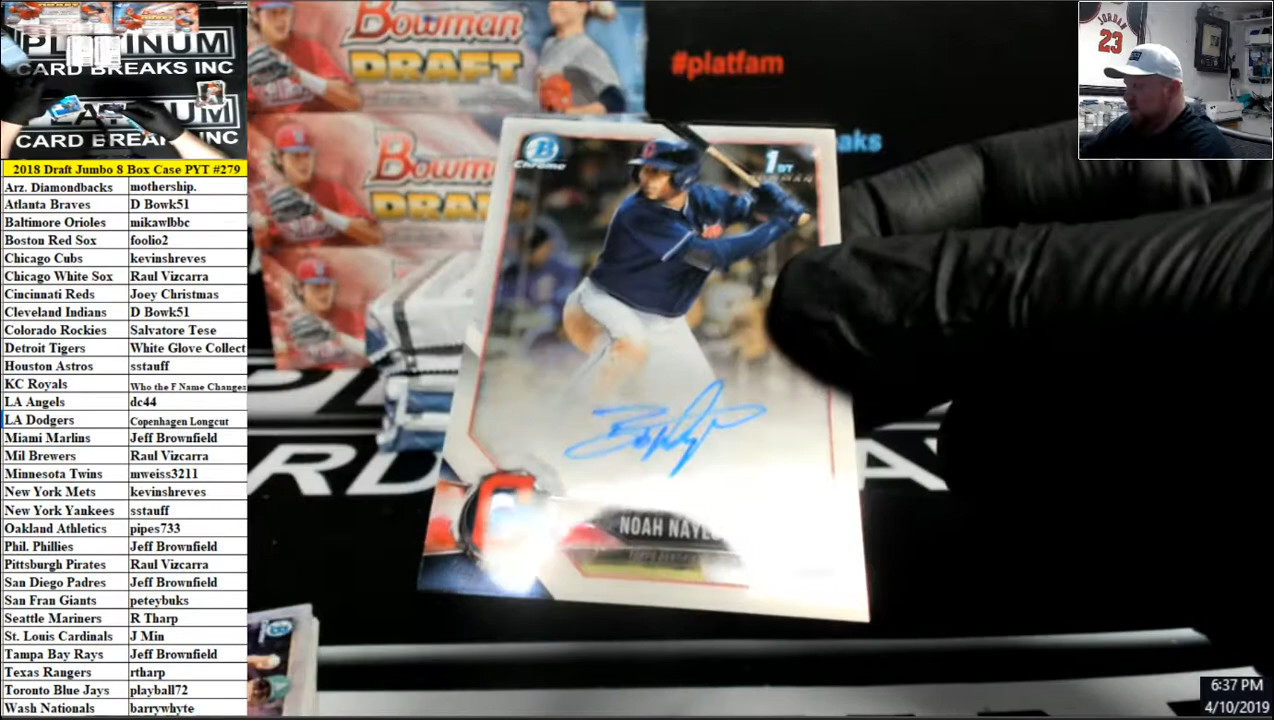 PLATINUM
CARD BREAKS INC
PLATINUM
CARD BREAKS INC
2018 Draft Jumbo 8 Box Case PYT #279
Arz. Diamondbacks mothership.
Atlanta Braves D Bowk51
Baltimore Orioles mikawlbbc
Boston Red Sox foolio2
Chicago Cubs kevinshreves
Chicago White Sox Raul Vizcarra
Cincinnati Reds Joey Christmas
Cleveland Indians D Bowk51
Colorado Rockies Salvatore Tese
Detroit Tigers White Glove Collect
Houston Astros sstauff
KC Royals Who the F Name Changes
LA Angels dc44
LA Dodgers Copenhagen Longcut
Miami Marlins Jeff Brownfield
Mil Brewers Raul Vizcarra
Minnesota Twins mweiss3211
New York Mets kevinshreves
New York Yankees sstauff
Oakland Athletics pipes733
Phil. Phillies Jeff Brownfield
Pittsburgh Pirates Raul Vizcarra
San Diego Padres Jeff Brownfield
San Fran Giants peteybuks
Seattle Mariners R Tharp
St. Louis Cardinals J Min
Tampa Bay Rays Jeff Brownfield
Texas Rangers rtharp
Toronto Blue Jays playball72
Wash Nationals barrywhyte
Bowman
DRAFT
Bowman
DRAF
#platfam
aks
Chrome
1ST
BOWMAN
NOAH NAYL
JORDAN
23
6:37 PM
4/10/2019